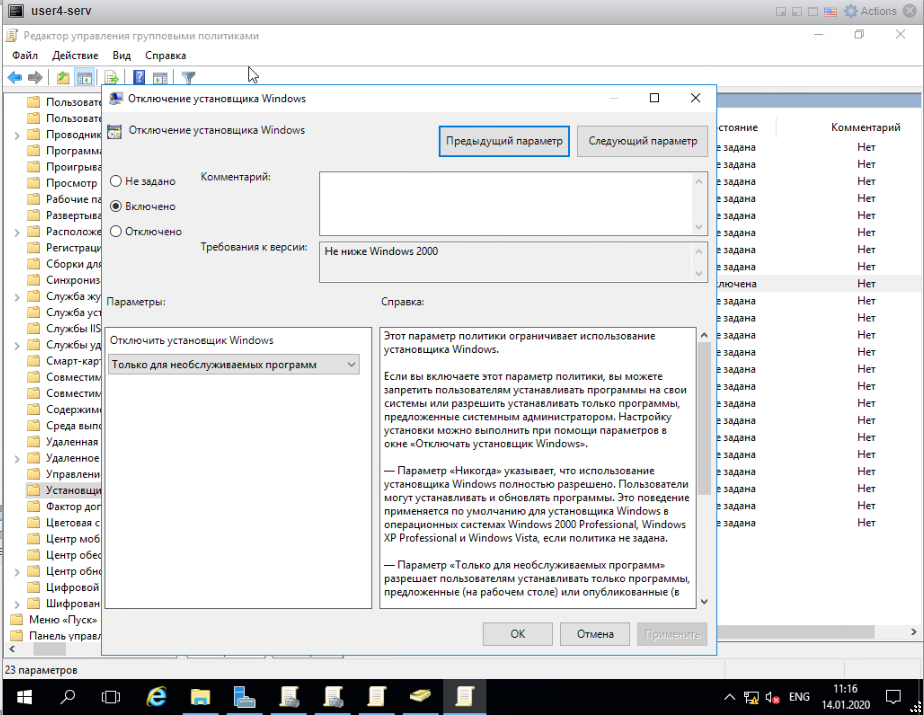 user4-serv
Actions
Редактор управления групповыми политиками
Файл Действие Вид Справка
Отключение установщика Windows
Отключение установщика Windows
Предыдущий параметр
Следующий параметр
Не задано
Включено
Отключено
Комментарий:
Требования к версии:
Не ниже Windows 2000
Параметры:
Справка:
Отключить установщик Windows
Только для необслуживаемых программ
Этот параметр политики ограничивает использование
установщика Windows.
Если вы включаете этот параметр политики, вы можете
запретить пользователям устанавливать программы на свои
системы или разрешить устанавливать только программы,
предложенные системным администратором. Настройку
установки можно выполнить при помощи параметров в
окне «Отключать установщик Windows».
— Параметр «Никогда» указывает, что использование
установщика Windows полностью разрешено. Пользователи
могут устанавливать и обновлять программы. Это поведение
применяется по умолчанию для установщика Windows в
операционных системах Windows 2000 Professional, Windows
XP Professional и Windows Vista, если политика не задана.
— Параметр «Только для необслуживаемых программ»
разрешает пользователям устанавливать только программы,
предложенные (на рабочем столе) или опубликованные (в
ОК
Отмена
Применить
Пользовате
Пользовате
Проводник
Программа
Проигрыва
Просмотр
Рабочие па
Развертыва
Расположе
Регистраци
Сборки для
Синхрониз
Служба жу
Служба уст
Службы IIS
Службы уд
Смарт-кар
Совместим
Совместим
Содержимо
Среда выпо
Удаленная
Удаленное
Управлени
Установщи
Фактор доп
Цветовая с
Центр моб
Центр обес
Центр обно
Цифровой
Шифрован
Меню «Пуск»
Панель управл
стояние Комментарий
е задана Нет
е задана Нет
е задана Нет
е задана Нет
е задана Нет
е задана Нет
е задана Нет
е задана Нет
лючена Нет
е задана Нет
е задана Нет
е задана Нет
е задана Нет
е задана Нет
е задана Нет
е задана Нет
е задана Нет
е задана Нет
е задана Нет
е задана Нет
е задана Нет
е задана Нет
е задана Нет
23 параметров
ENG
11:16
14.01.2020